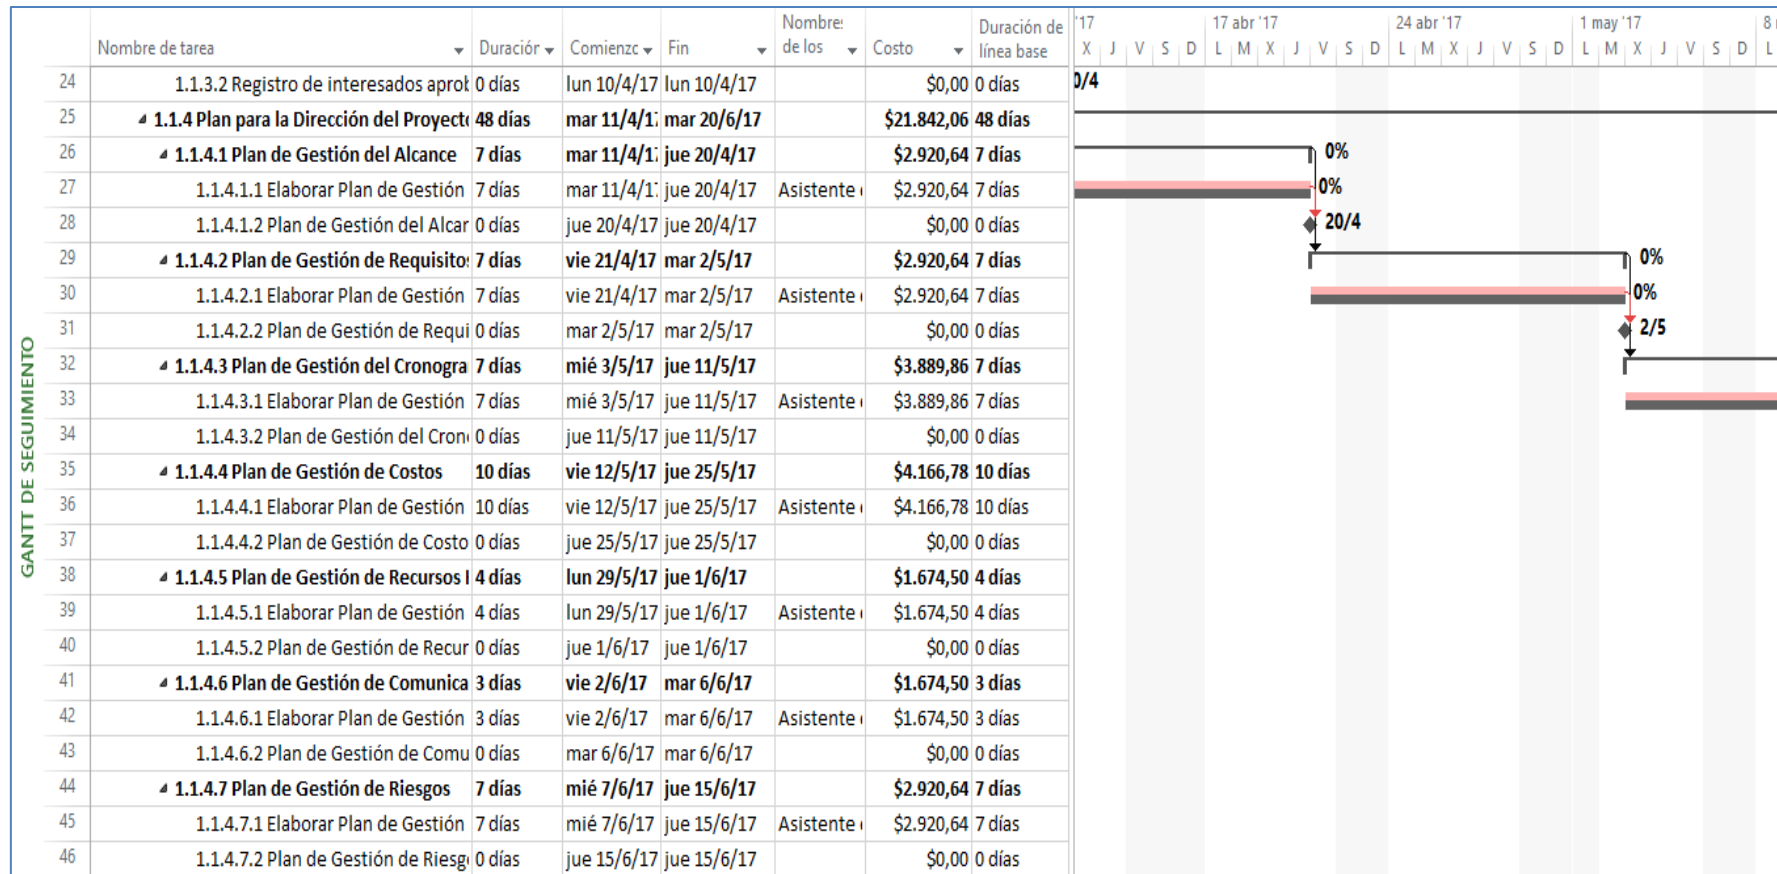 GANTT DE SEGUIMIENTO
Nombre de tarea Duración Comienzo Fin Nombres de los Costo Duración de línea base
'17 17 abr '17 24 abr '17 1 may '17 8
X J V S D L M X J V S D L M X J V S D L M X J V S D L
24 1.1.3.2 Registro de interesados aprob 0 días lun 10/4/17 lun 10/4/17 $0,00 0 días 0/4
25 1.1.4 Plan para la Dirección del Proyecto 48 días mar 11/4/17 mar 20/6/17 $21.842,06 48 días
26 1.1.4.1 Plan de Gestión del Alcance 7 días mar 11/4/17 jue 20/4/17 $2.920,64 7 días 0%
27 1.1.4.1.1 Elaborar Plan de Gestión 7 días mar 11/4/17 jue 20/4/17 Asistente $2.920,64 7 días 0%
28 1.1.4.1.2 Plan de Gestión del Alcar 0 días jue 20/4/17 jue 20/4/17 $0,00 0 días 20/4
29 1.1.4.2 Plan de Gestión de Requisitos 7 días vie 21/4/17 mar 2/5/17 $2.920,64 7 días 0%
30 1.1.4.2.1 Elaborar Plan de Gestión 7 días vie 21/4/17 mar 2/5/17 Asistente $2.920,64 7 días 0%
31 1.1.4.2.2 Plan de Gestión de Requi 0 días mar 2/5/17 mar 2/5/17 $0,00 0 días 2/5
32 1.1.4.3 Plan de Gestión del Cronogra 7 días mié 3/5/17 jue 11/5/17 $3.889,86 7 días
33 1.1.4.3.1 Elaborar Plan de Gestión 7 días mié 3/5/17 jue 11/5/17 Asistente $3.889,86 7 días
34 1.1.4.3.2 Plan de Gestión del Cron 0 días jue 11/5/17 jue 11/5/17 $0,00 0 días
35 1.1.4.4 Plan de Gestión de Costos 10 días vie 12/5/17 jue 25/5/17 $4.166,78 10 días
36 1.1.4.4.1 Elaborar Plan de Gestión 10 días vie 12/5/17 jue 25/5/17 Asistente $4.166,78 10 días
37 1.1.4.4.2 Plan de Gestión de Costo 0 días jue 25/5/17 jue 25/5/17 $0,00 0 días
38 1.1.4.5 Plan de Gestión de Recursos 4 días lun 29/5/17 jue 1/6/17 $1.674,50 4 días
39 1.1.4.5.1 Elaborar Plan de Gestión 4 días lun 29/5/17 jue 1/6/17 Asistente $1.674,50 4 días
40 1.1.4.5.2 Plan de Gestión de Recur 0 días jue 1/6/17 jue 1/6/17 $0,00 0 días
41 1.1.4.6 Plan de Gestión de Comunica 3 días vie 2/6/17 mar 6/6/17 $1.674,50 3 días
42 1.1.4.6.1 Elaborar Plan de Gestión 3 días vie 2/6/17 mar 6/6/17 Asistente $1.674,50 3 días
43 1.1.4.6.2 Plan de Gestión de Comu 0 días mar 6/6/17 mar 6/6/17 $0,00 0 días
44 1.1.4.7 Plan de Gestión de Riesgos 7 días mié 7/6/17 jue 15/6/17 $2.920,64 7 días
45 1.1.4.7.1 Elaborar Plan de Gestión 7 días mié 7/6/17 jue 15/6/17 Asistente $2.920,64 7 días
46 1.1.4.7.2 Plan de Gestión de Riesg 0 días jue 15/6/17 jue 15/6/17 $0,00 0 días